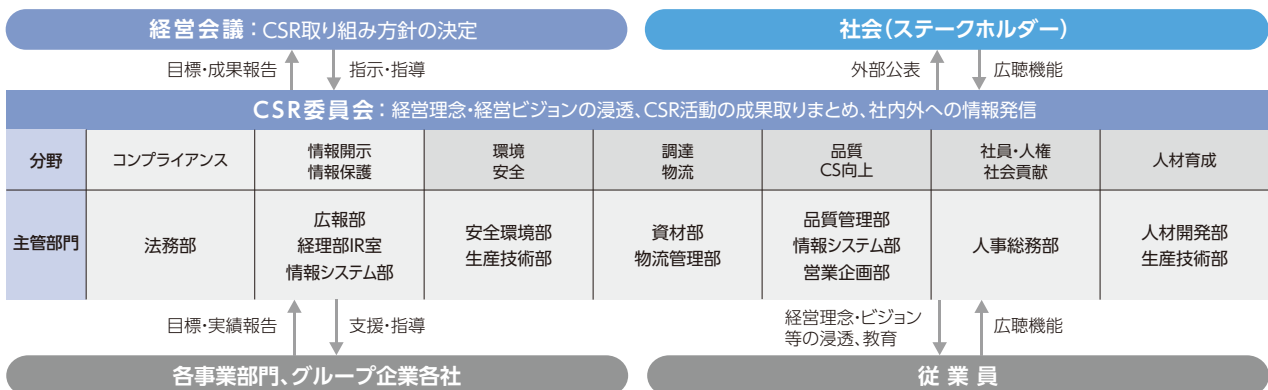 経営会議：CSR取り組み方針の決定
社会（ステークホルダー）
目標・成果報告
指示・指導
外部公表
広聴機能
CSR委員会：経営理念・経営ビジョンの浸透、CSR活動の成果取りまとめ、社内外への情報発信
分野
コンプライアンス
情報開示
情報保護
環境
安全
調達
物流
品質
CS向上
社員・人権
社会貢献
人材育成
主管部門
法務部
広報部
経理部IR室
情報システム部
安全環境部
生産技術部
資材部
物流管理部
品質管理部
情報システム部
営業企画部
人事総務部
人材開発部
生産技術部
目標・実績報告
支援・指導
経営理念・ビジョン
等の浸透、教育
広聴機能
各事業部門、グループ企業各社
従業員